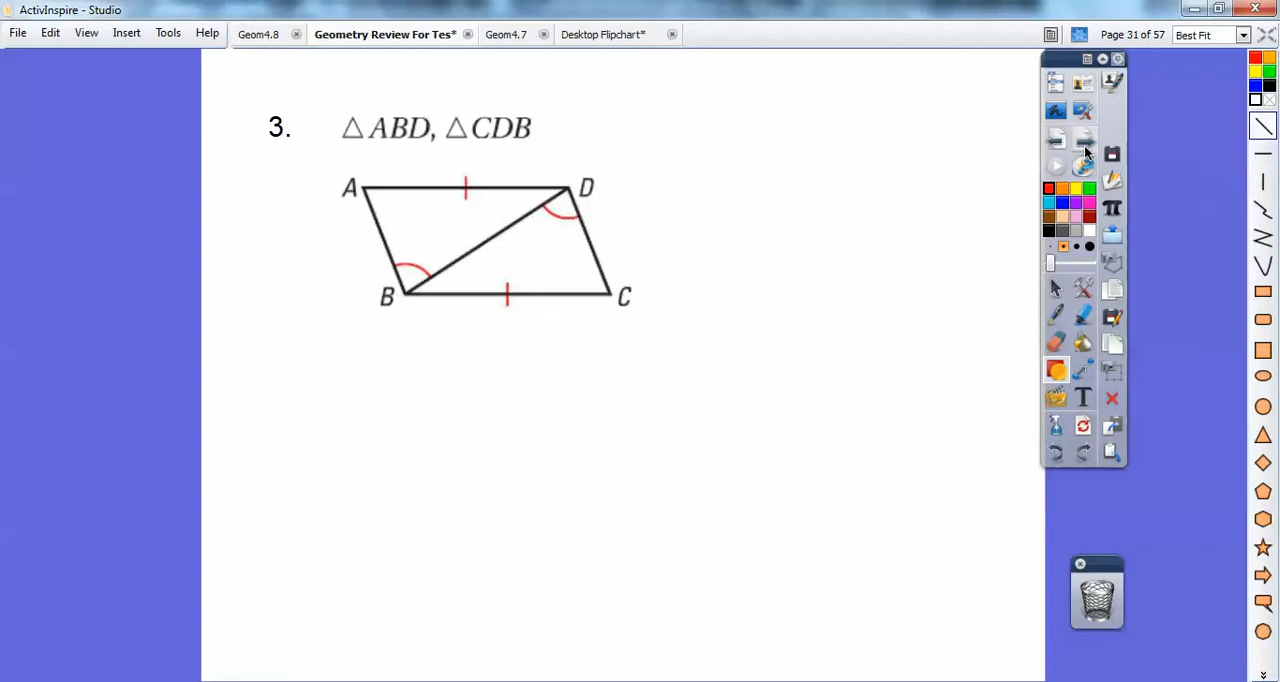 ActivInspire - Studio
File Edit View Insert Tools Help
Geom4.8 Geometry Review For Tes* Geom4.7 Desktop Flipchart* Page 31 of 57 Best Fit
3. △ABD, △CDB
A D
B C
T